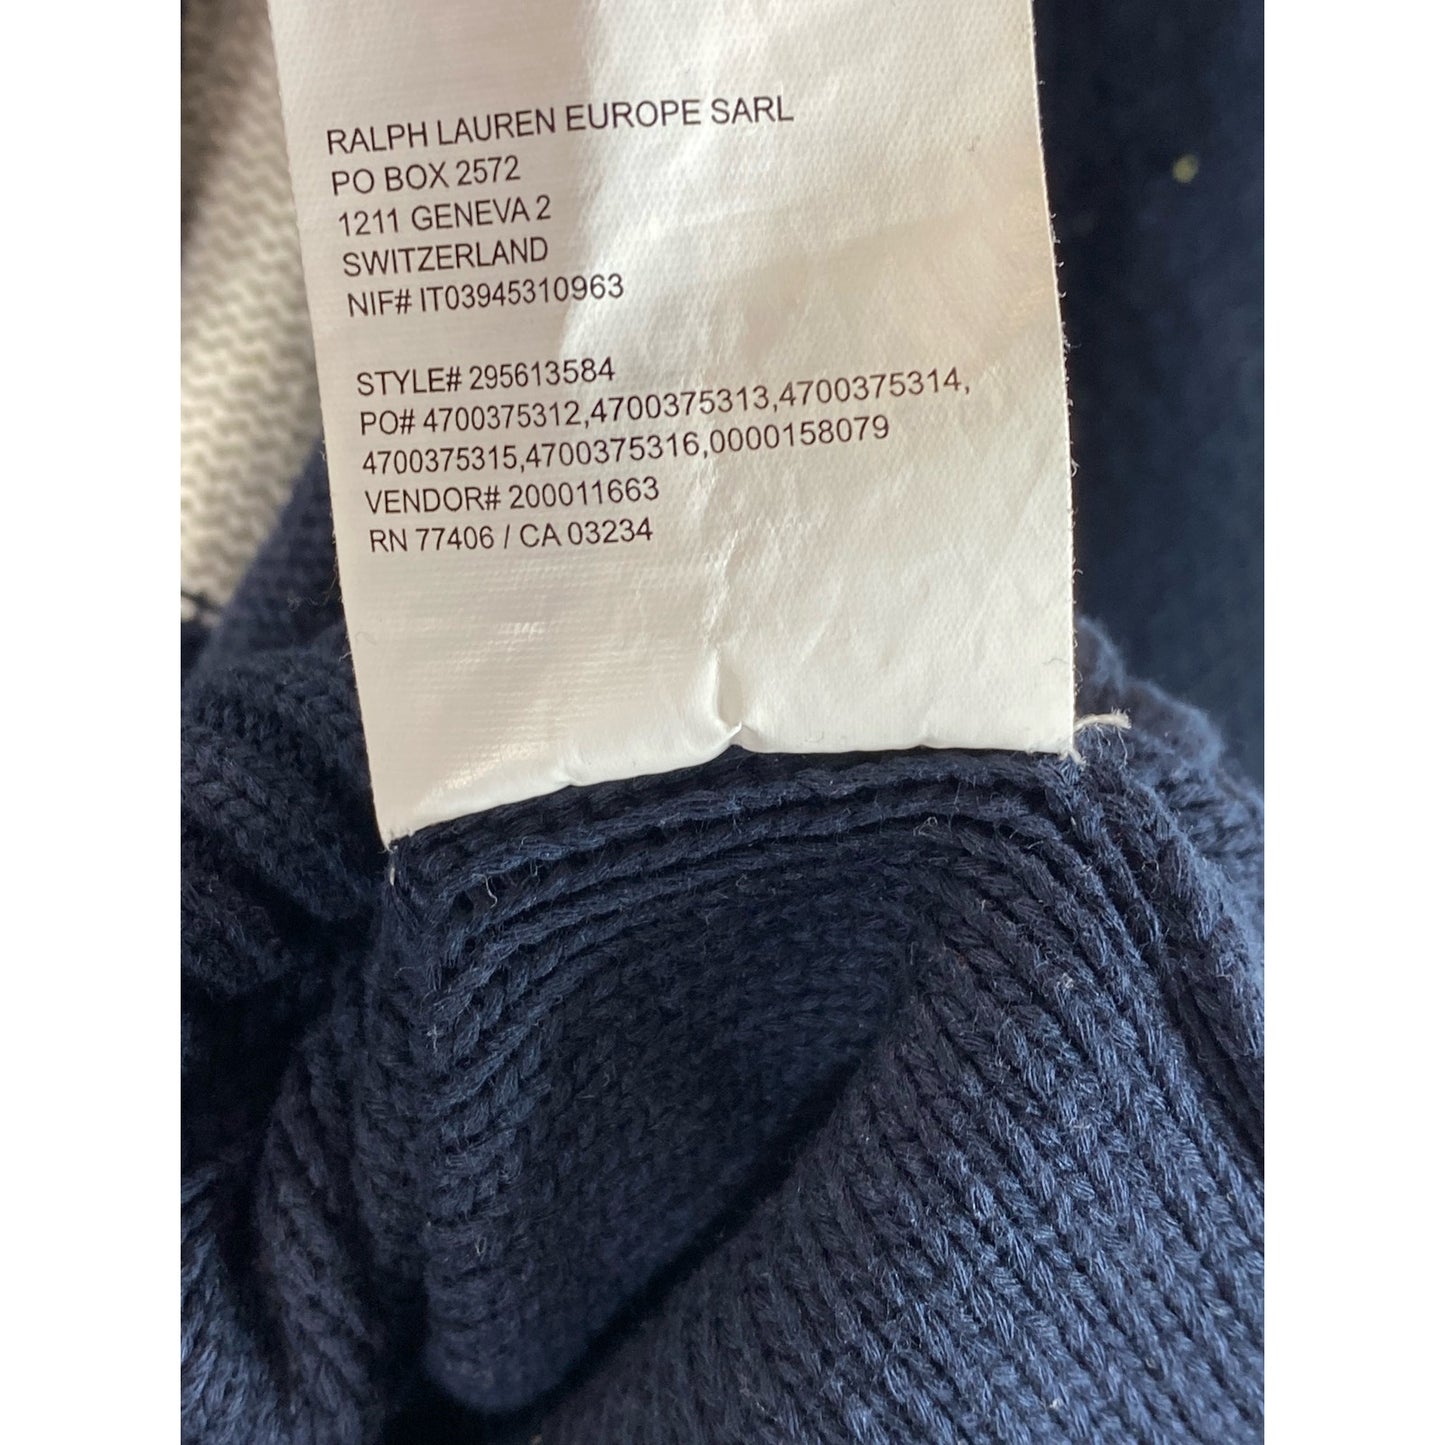 RALPH LAUREN EUROPE SARL
PO BOX 2572
1211 GENEVA 2
SWITZERLAND
NIF# IT03945310963
STYLE# 295613584
PO# 4700375312,4700375313,4700375314,
4700375315,4700375316,0000158079
VENDOR# 200011663
RN 77406 / CA 03234